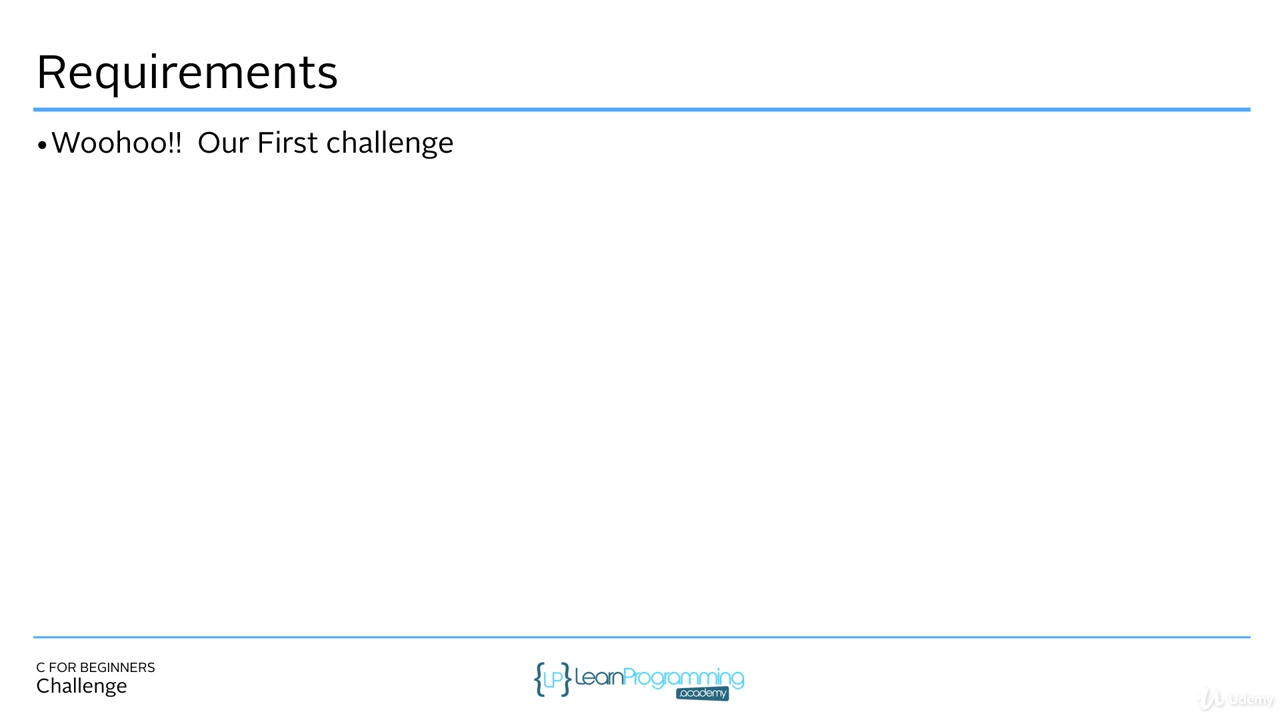 Requirements
•Woohoo!!  Our First challenge
C FOR BEGINNERS
Challenge
{LP}LearnProgramming
.academy
Udemy